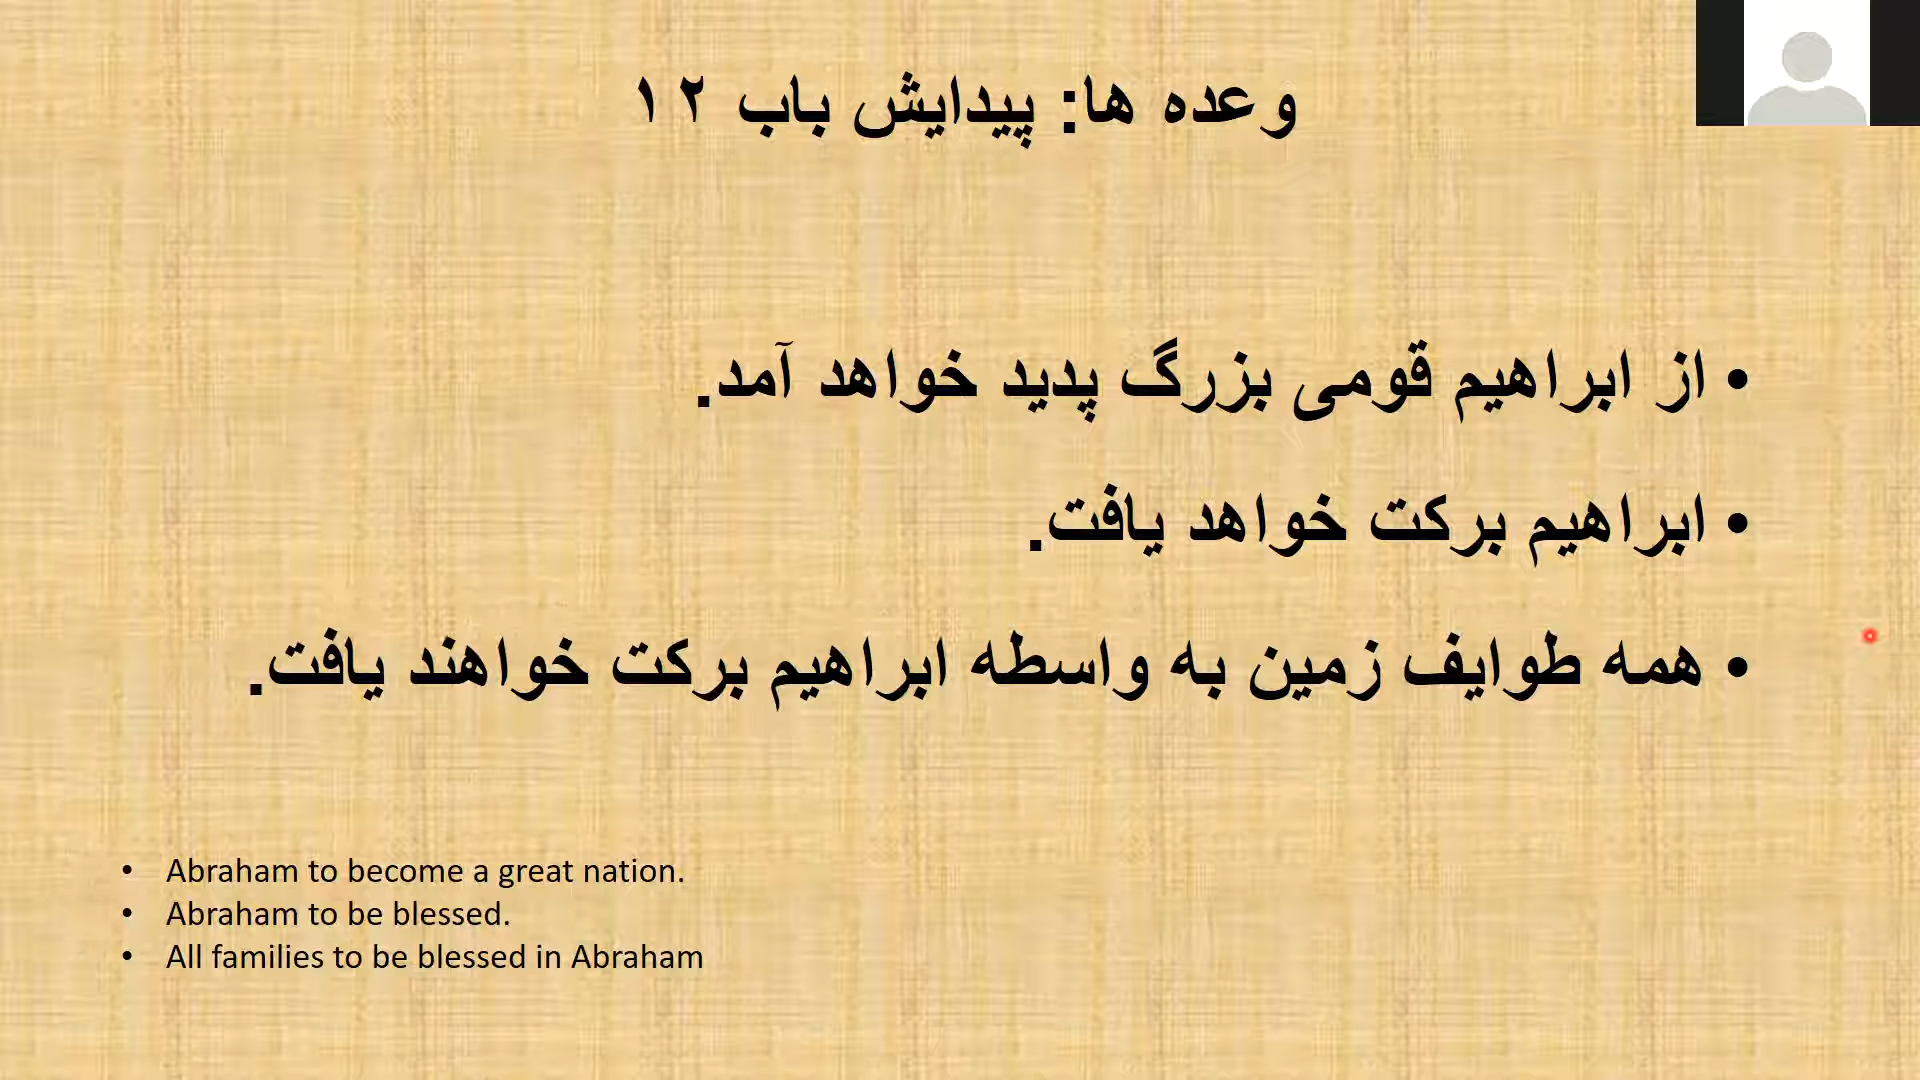 وعده ها: پیدایش باب ۱۲
• از ابراهیم قومی بزرگ پدید خواهد آمد.
• ابراهیم برکت خواهد یافت.
• همه طوایف زمین به واسطه ابراهیم برکت خواهند یافت.
• Abraham to become a great nation.
• Abraham to be blessed.
• All families to be blessed in Abraham